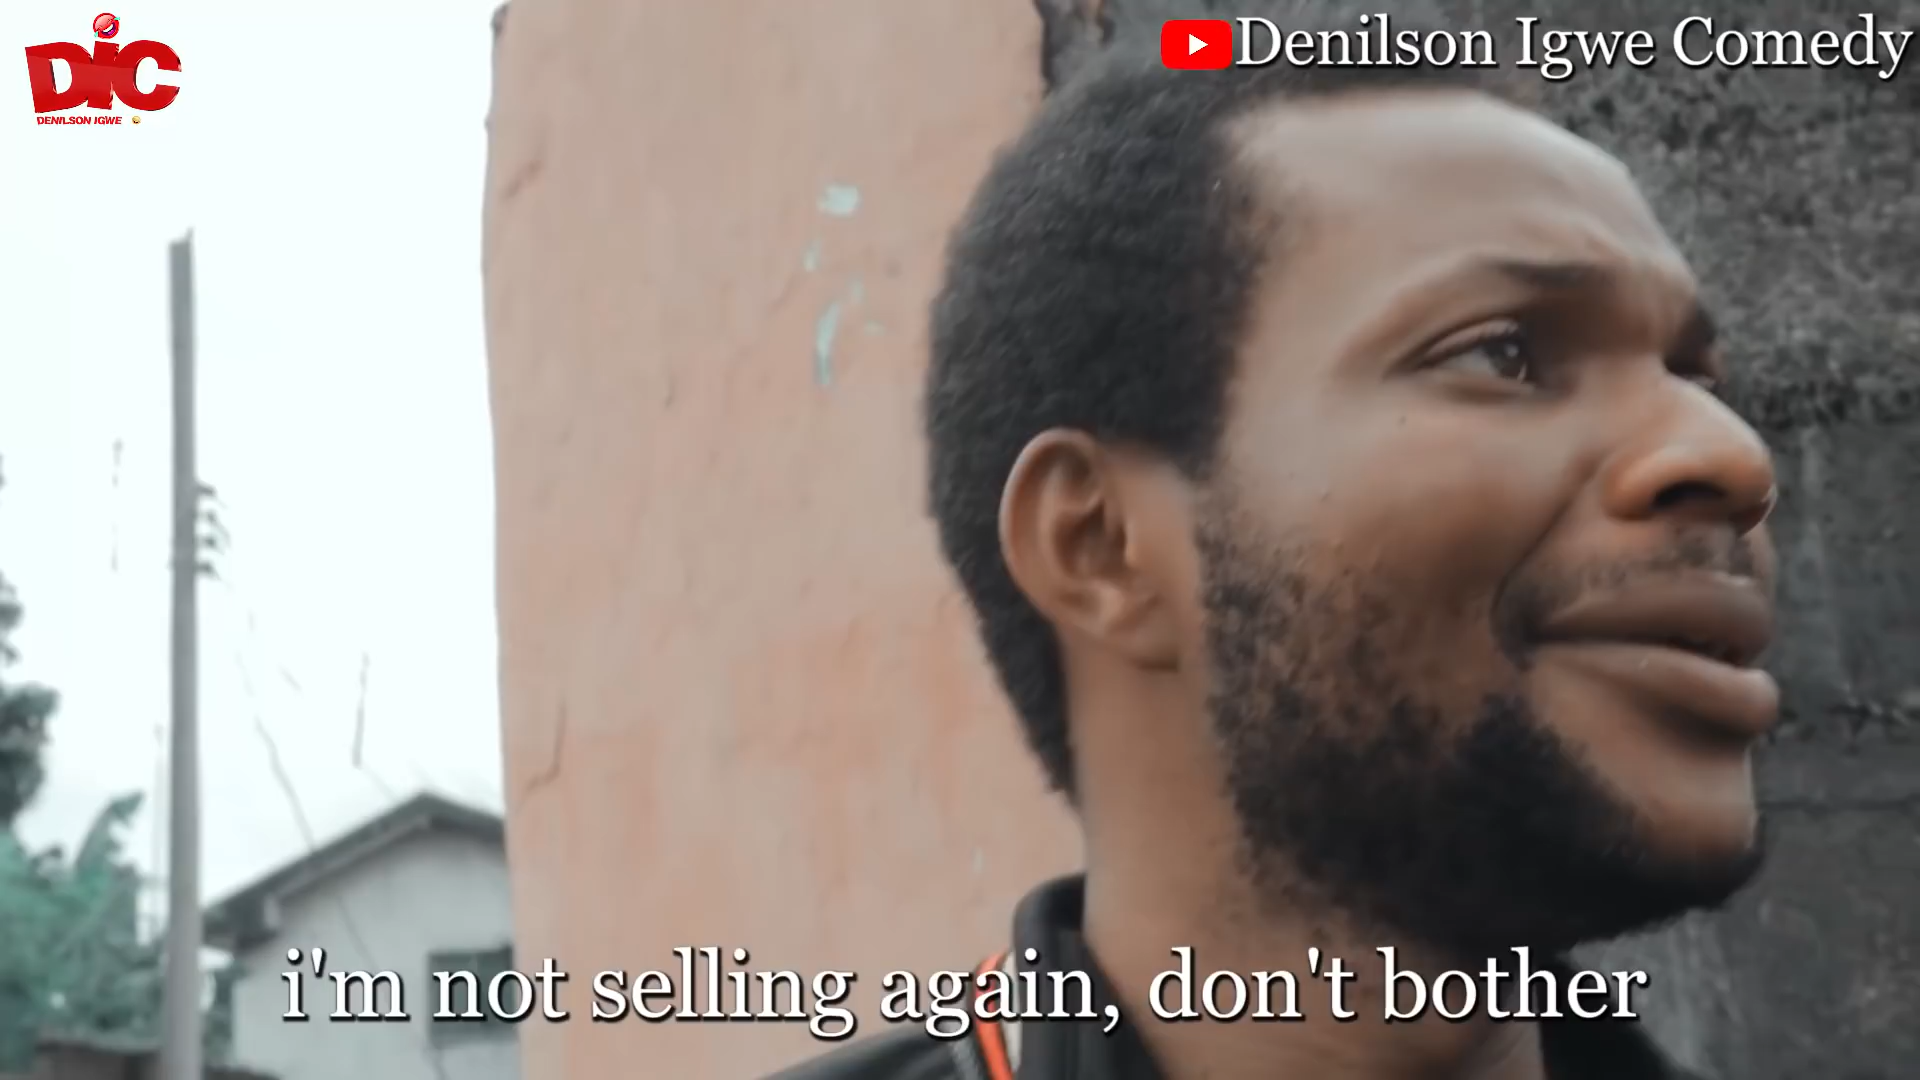 DiC
DENILSON IGWE
Denilson Igwe Comedy
i'm not selling again, don't bother